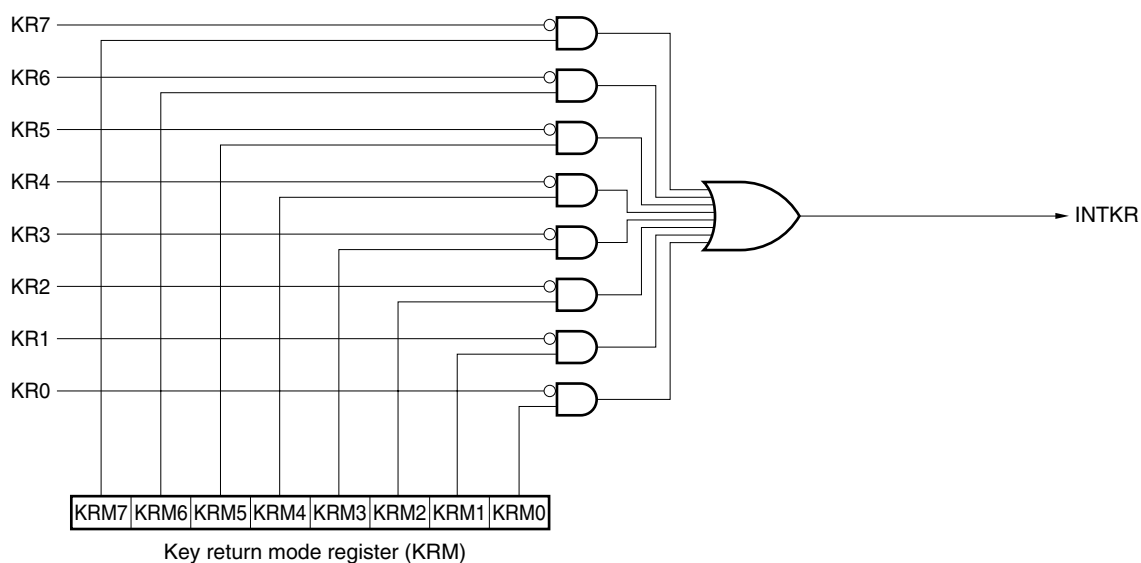 KR7
KR6
KR5
KR4
KR3
KR2
KR1
KR0
INTKR
KRM7 KRM6 KRM5 KRM4 KRM3 KRM2 KRM1 KRM0
Key return mode register (KRM)